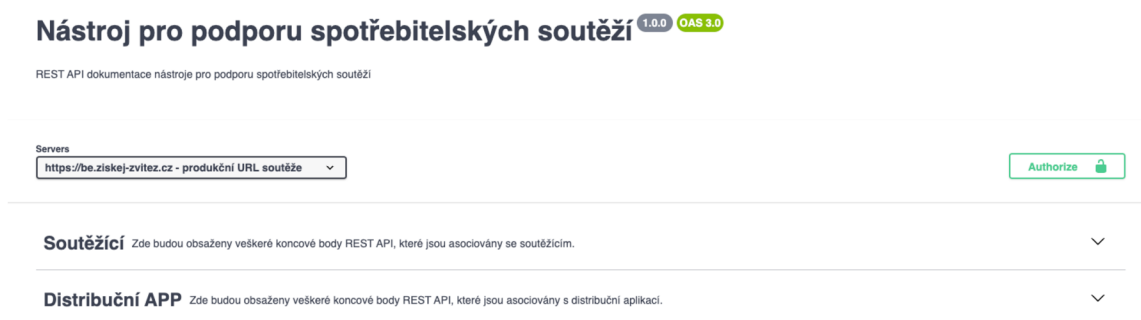 Nástroj pro podporu spotřebitelských soutěží 1.0.0 OAS 3.0
REST API dokumentace nástroje pro podporu spotřebitelských soutěží
Servers
https://be.ziskej-zvitez.cz - produkční URL soutěže
Authorize
Soutěžící Zde budou obsaženy veškeré koncové body REST API, které jsou asociovány se soutěžícím.
Distribuční APP Zde budou obsaženy veškeré koncové body REST API, které jsou asociovány s distribuční aplikací.